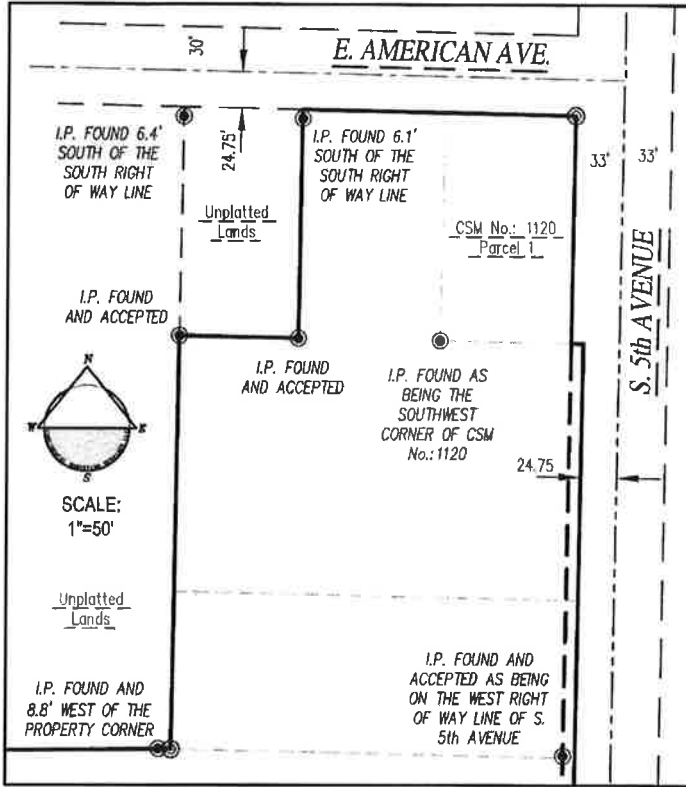 30'
E. AMERICAN AVE.
I.P. FOUND 6.4'
SOUTH OF THE
SOUTH RIGHT
OF WAY LINE
24.75'
I.P. FOUND 6.1'
SOUTH OF THE
SOUTH RIGHT
OF WAY LINE
33'
33'
Unplatted
Lands
CSM No.: 1120
Parcel 1
S. 5th AVENUE
I.P. FOUND
AND ACCEPTED
I.P. FOUND
AND ACCEPTED
I.P. FOUND AS
BEING THE
SOUTHWEST
CORNER OF CSM
No.: 1120
N
W
E
S
24.75
SCALE:
1"=50'
Unplatted
Lands
I.P. FOUND AND
8.8' WEST OF THE
PROPERTY CORNER
I.P. FOUND AND
ACCEPTED AS BEING
ON THE WEST RIGHT
OF WAY LINE OF S.
5th AVENUE